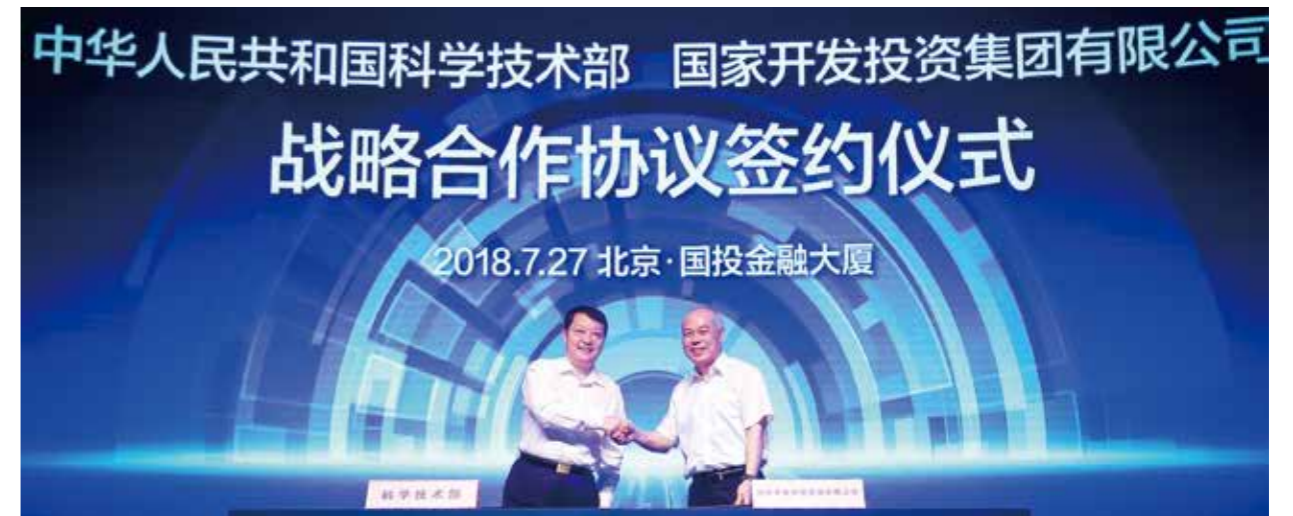 中华人民共和国科学技术部 国家开发投资集团有限公司
战略合作协议签约仪式
2018.7.27 北京·国投金融大厦
科学技术部